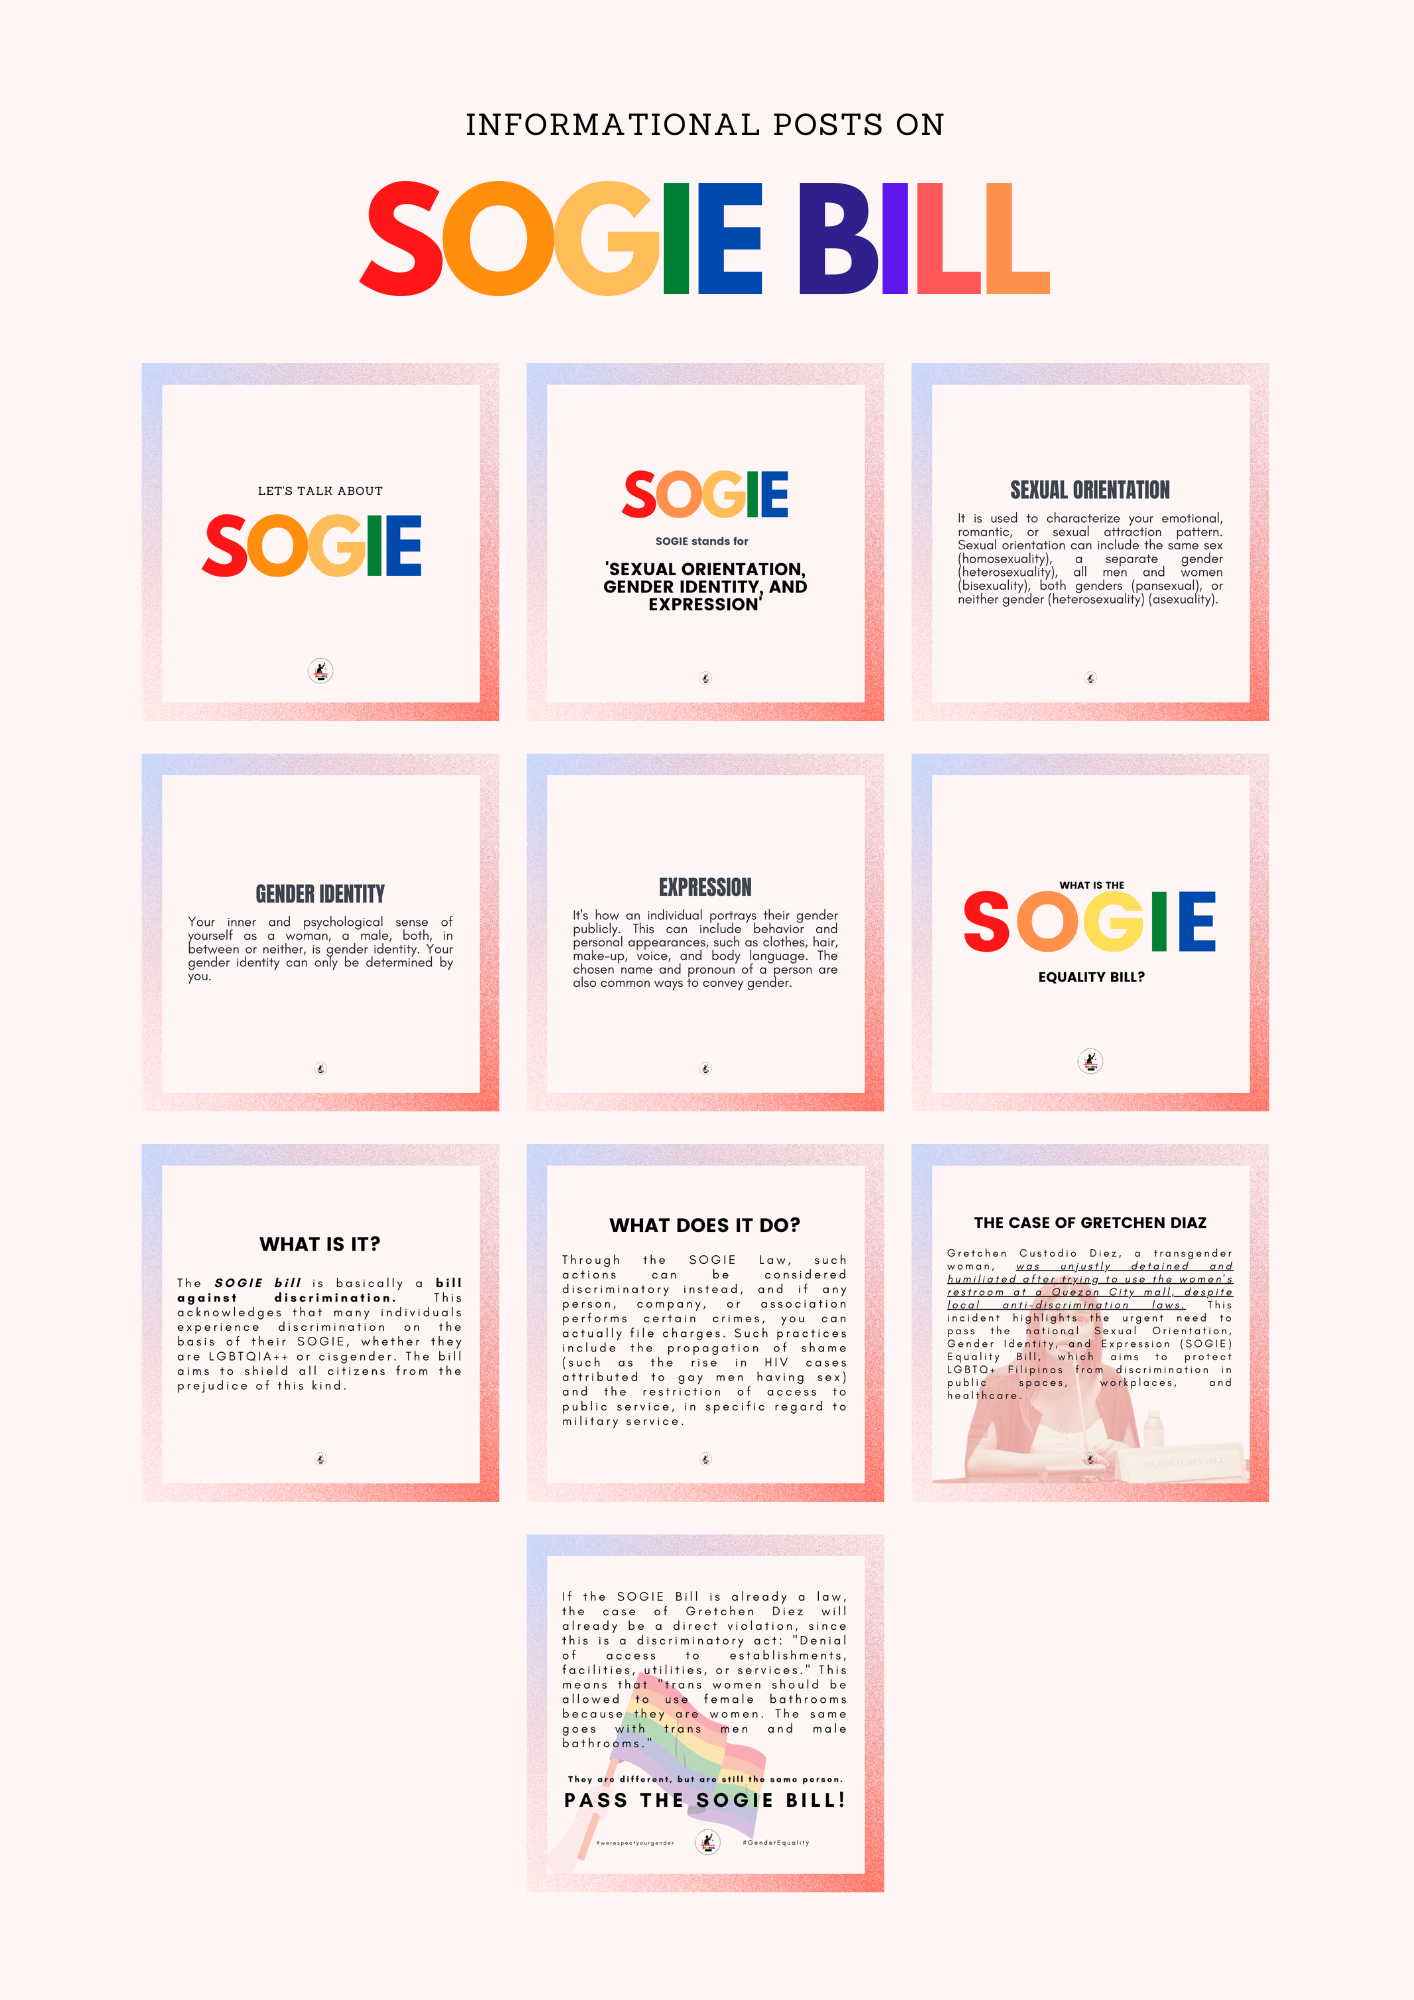 INFORMATIONAL POSTS ON
SOGIE BILL
LET'S TALK ABOUT
SOGIE
SOGIE
SOGIE stands for
'SEXUAL ORIENTATION,
GENDER IDENTITY, AND
EXPRESSION'
SEXUAL ORIENTATION
It is used to characterize your emotional,
romantic, or sexual attraction pattern.
Sexual orientation can include the same sex
(homosexuality), a separate gender
(heterosexuality), all men and women
(bisexuality), both genders (pansexual), or
neither gender (heterosexuality) (asexuality).
GENDER IDENTITY
Your inner and psychological sense of
yourself as a woman, a male, both, in
between or neither, is gender identity. Your
gender identity can only be determined by
you.
EXPRESSION
It's how an individual portrays their gender
publicly. This can include behavior and
personal appearances, such as clothes, hair,
make-up, voice, and body language. The
chosen name and pronoun of a person are
also common ways to convey gender.
WHAT IS THE
SOGIE
EQUALITY BILL?
WHAT IS IT?
The SOGIE bill is basically a bill
against discrimination. This
acknowledges that many individuals
experience discrimination on the
basis of their SOGIE, whether they
are LGBTQIA++ or cisgender. The bill
aims to shield all citizens from the
prejudice of this kind.
WHAT DOES IT DO?
Through the SOGIE Law, such
actions can be considered
discriminatory instead, and if any
person, company, or association
performs certain crimes, you can
actually file charges. Such practices
include the propagation of shame
(such as the rise in HIV cases
attributed to gay men having sex)
and the restriction of access to
public service, in specific regard to
military service.
THE CASE OF GRETCHEN DIAZ
Gretchen Custodio Diez, a transgender
woman, was unjustly detained and
humiliated after trying to use the women's
restroom at a Quezon City mall, despite
local anti-discrimination laws. This
incident highlights the urgent need to
pass the national Sexual Orientation,
Gender Identity, and Expression (SOGIE)
Equality Bill, which aims to protect
LGBTQ+ Filipinos from discrimination in
public spaces, workplaces, and
healthcare.
MS. GRETCHEN DIEZ
If the SOGIE Bill is already a law,
the case of Gretchen Diez will
already be a direct violation, since
this is a discriminatory act: "Denial
of access to establishments,
facilities, utilities, or services." This
means that "trans women should be
allowed to use female bathrooms
because they are women. The same
goes with trans men and male
bathrooms."
They are different, but are still the same person.
PASS THE SOGIE BILL!
#werespectyourgender
#GenderEquality